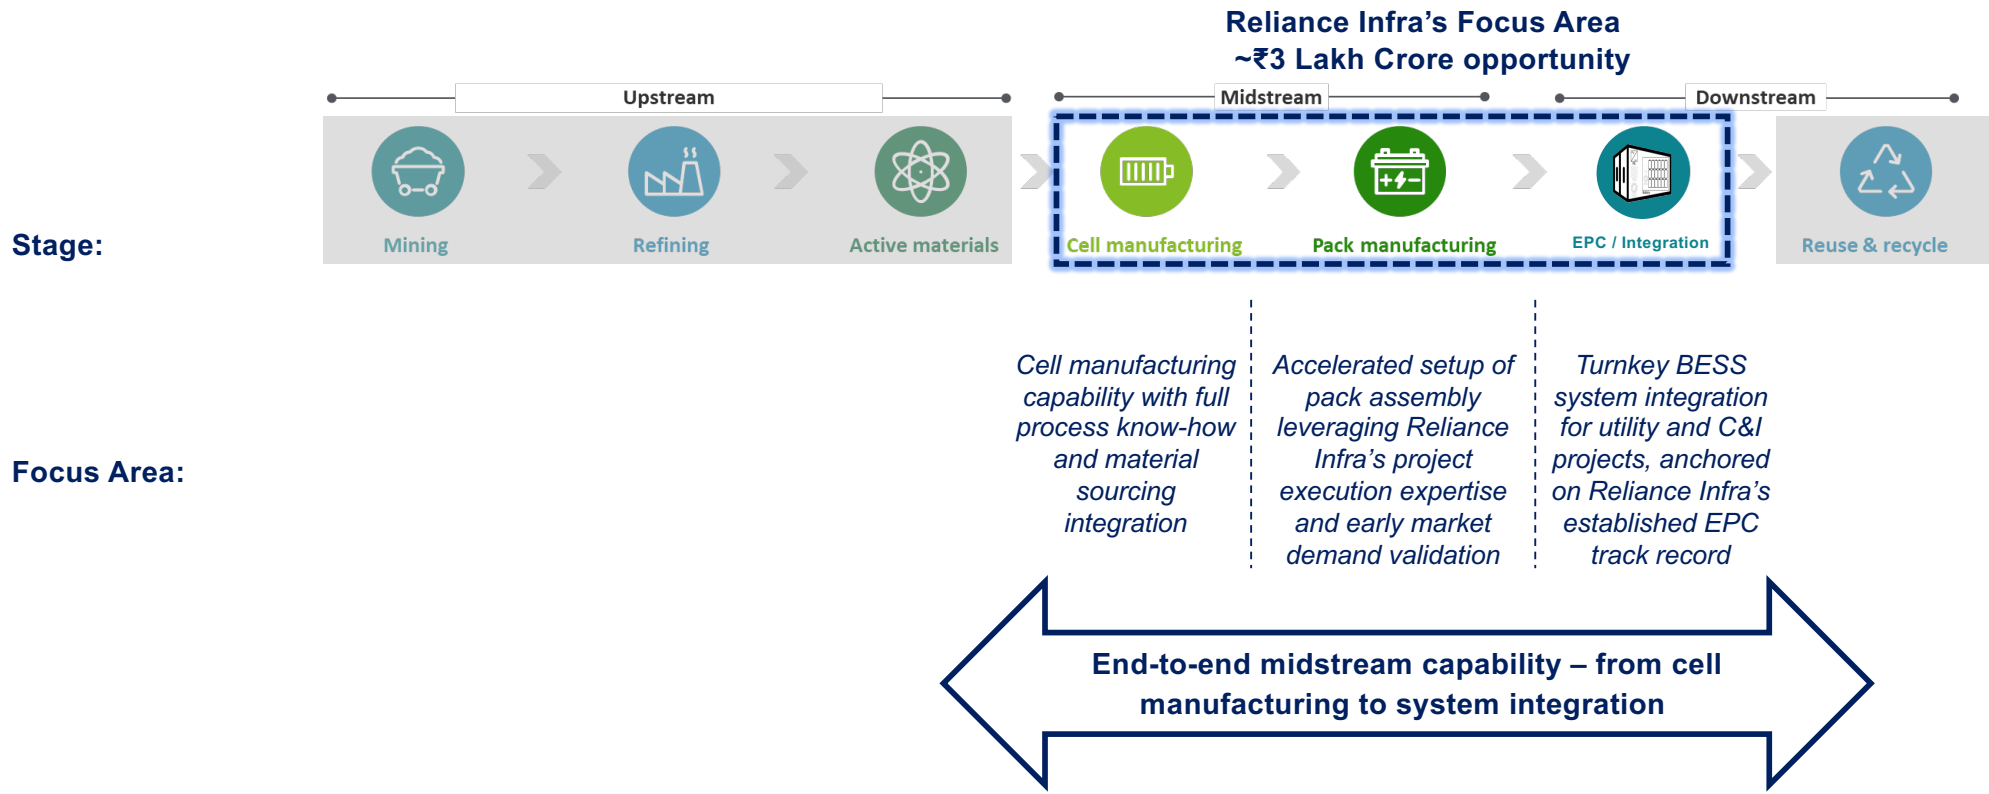 Reliance Infra’s Focus Area
~₹3 Lakh Crore opportunity
Upstream
Midstream
Downstream
Stage:
Mining
Refining
Active materials
Cell manufacturing
Pack manufacturing
EPC / Integration
Reuse & recycle
Focus Area:
Cell manufacturing
capability with full
process know-how
and material
sourcing
integration
Accelerated setup of
pack assembly
leveraging Reliance
Infra’s project
execution expertise
and early market
demand validation
Turnkey BESS
system integration
for utility and C&I
projects, anchored
on Reliance Infra’s
established EPC
track record
End-to-end midstream capability – from cell
manufacturing to system integration